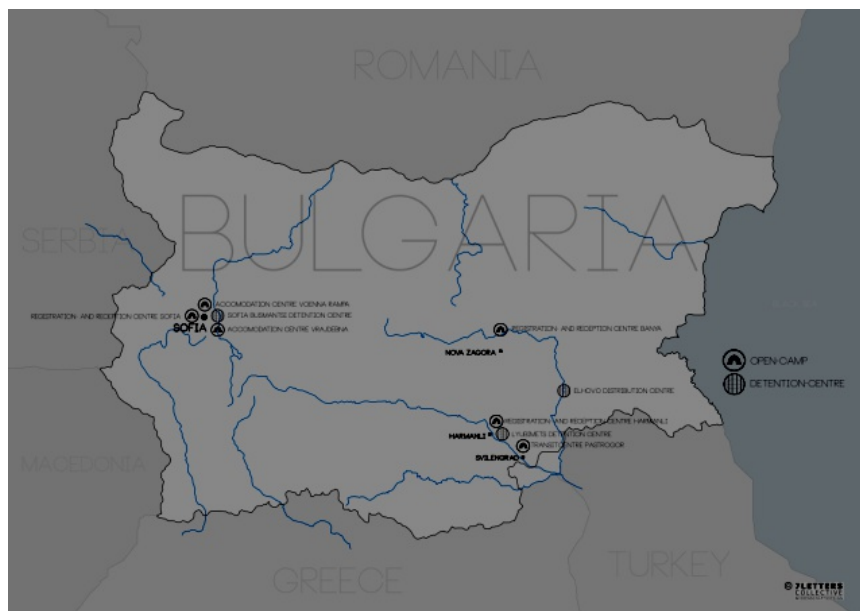 ROMANIA
BULGARIA
SERBIA
ACCOMODATION CENTRE VOENNA RAMPA
REGISTRATION- AND RECEPTION CENTRE SOFIA
SOFIA BUSMANTSI DETENTION CENTRE
SOFIA
ACCOMODATION CENTRE VRAJDEBNA
REGISTRATION- AND RECEPTION CENTRE BANYA
NOVA ZAGORA
OPEN-CAMP
DETENTION-CENTRE
ELHOVO DISTRIBUTION CENTRE
REGISTRATION- AND RECEPTION CENTRE HARMANLI
HARMANLI
LYUBIMETS DETENTION CENTRE
TRANSIT CENTRE PASTROGOR
SVILENGRAD
MACEDONIA
TURKEY
GREECE
7LETTERS
COLLECTIVE